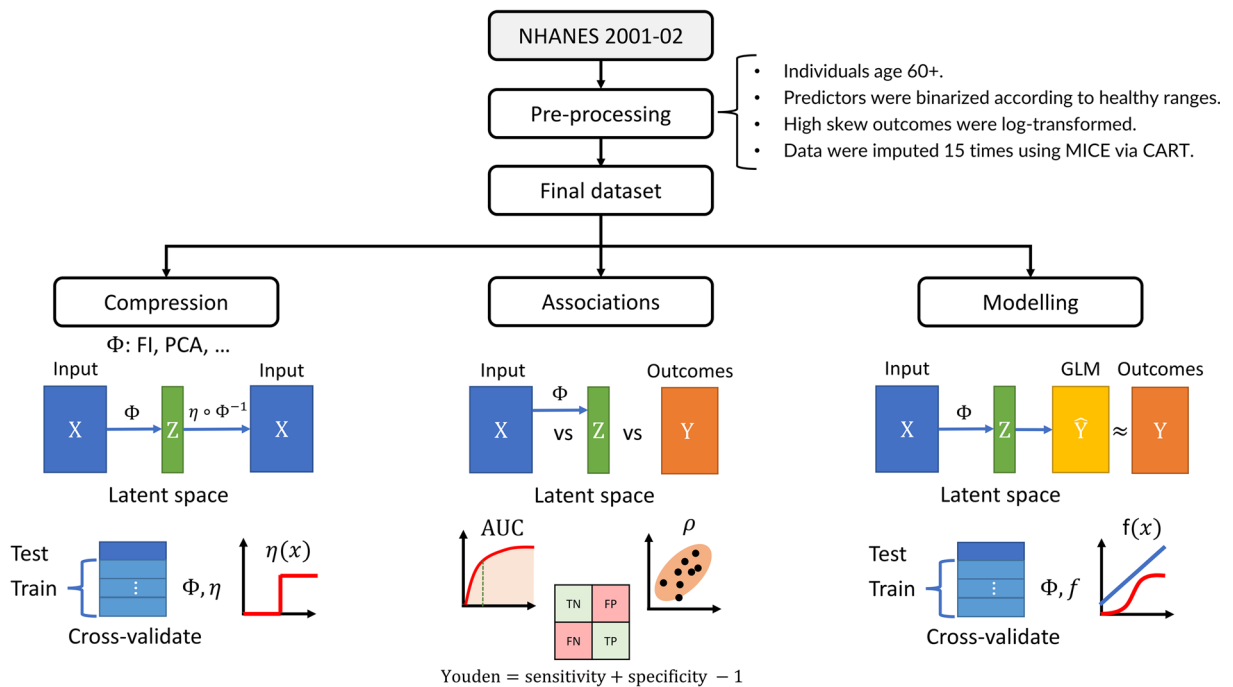 NHANES 2001-02
Pre-processing
• Individuals age 60+.
• Predictors were binarized according to healthy ranges.
• High skew outcomes were log-transformed.
• Data were imputed 15 times using MICE via CART.
Final dataset
Compression
Φ: FI, PCA, ...
Input
Input
X
Φ
Z
η ∘ Φ⁻¹
X
Latent space
Test
Train
⋮
Φ, η
η(x)
Cross-validate
Associations
Input
Outcomes
X
Φ
vs
Z
vs
Y
Latent space
AUC
ρ
TN
FP
FN
TP
Youden = sensitivity + specificity − 1
Modelling
Input
GLM
Outcomes
X
Φ
Z
Ŷ
≈
Y
Latent space
Test
Train
⋮
Φ, f
f(x)
Cross-validate